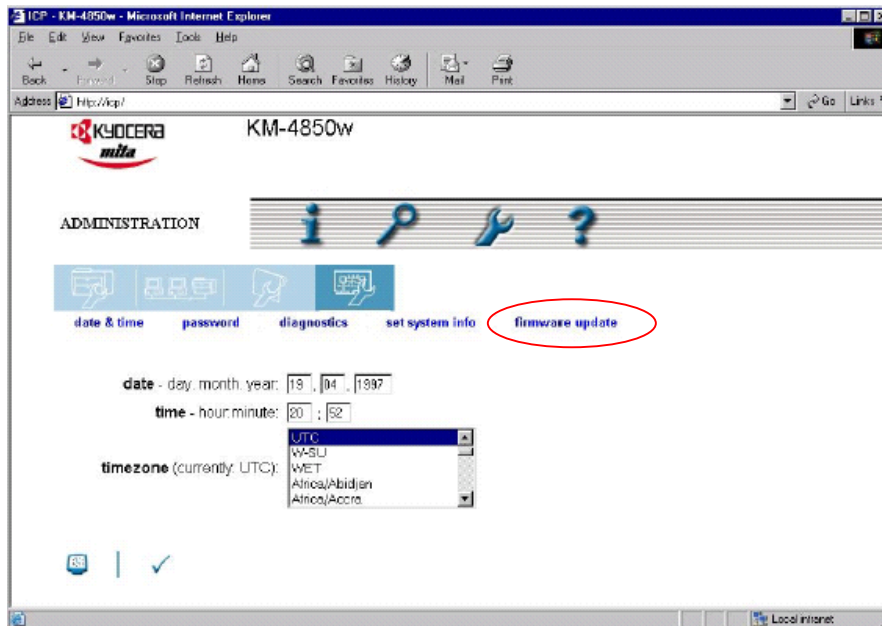 ICP - KM-4850w - Microsoft Internet Explorer
File Edit View Favorites Tools Help
Back Forward Stop Refresh Home Search Favorites History Mail Print
Address http://icp/ Go Links
KYOCERA
mita
KM-4850w
ADMINISTRATION
date & time password diagnostics set system info firmware update
date - day. month. year: 19 . 04 . 1997
time - hour:minute: 20 : 52
timezone (currently: UTC):
UTC
W-SU
WET
Africa/Abidjan
Africa/Accra
Local intranet